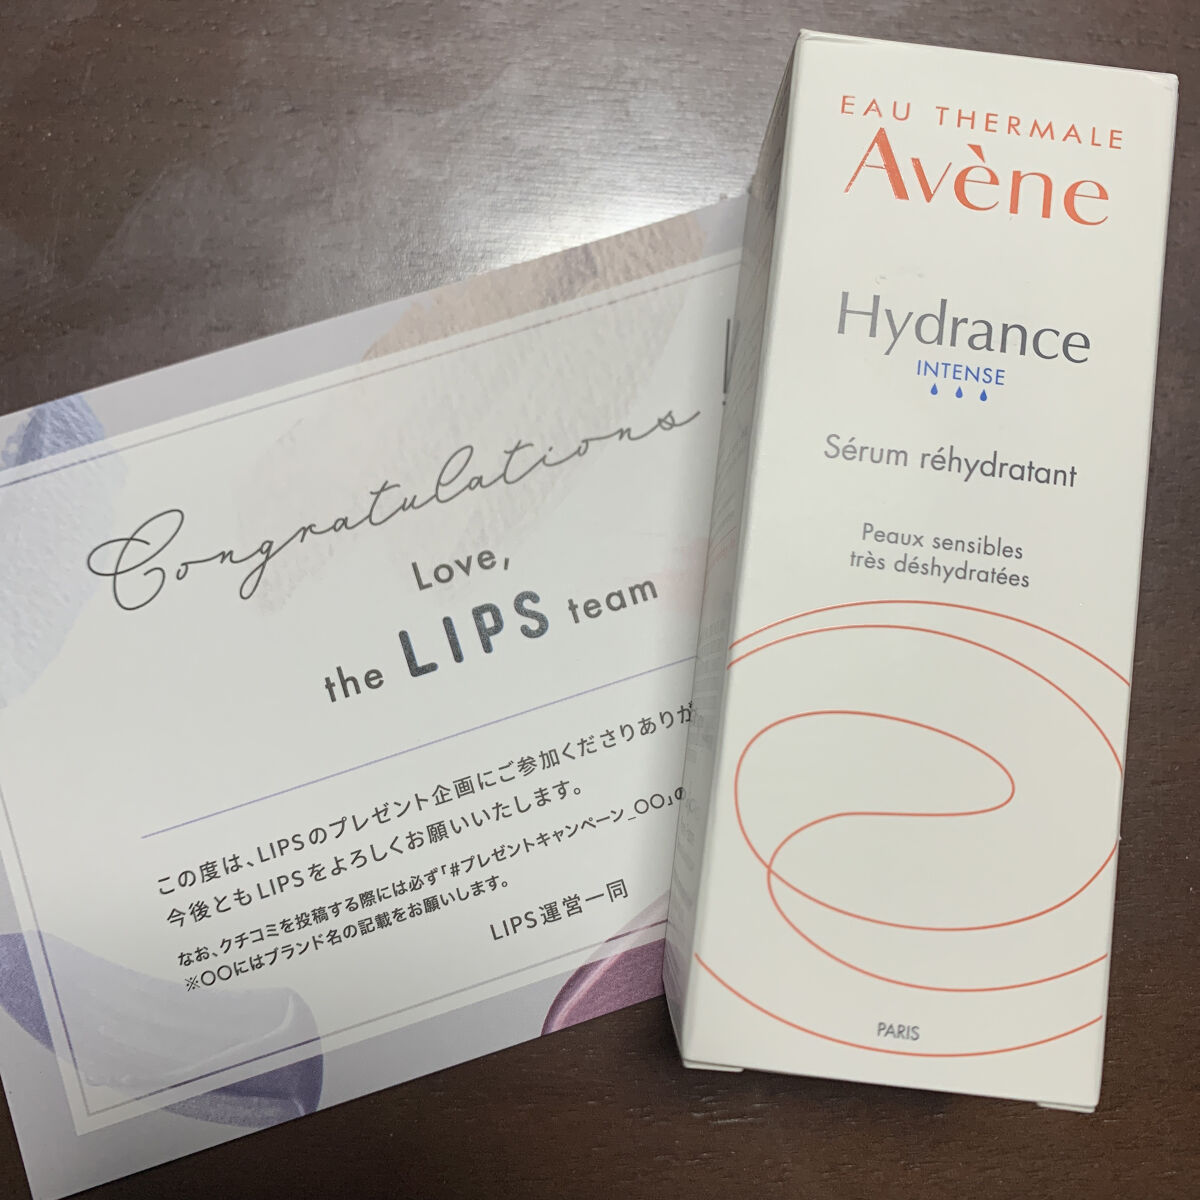 Congratulations!
Love,
the LIPS team
この度は、LIPSのプレゼント企画にご参加くださりありが
今後ともLIPSをよろしくお願いいたします。
なお、クチコミを投稿する際には必ず「#プレゼントキャンペーン_〇〇」の
※〇〇にはブランド名の記載をお願いします。
LIPS運営一同
EAU THERMALE
Avène
Hydrance
INTENSE
Sérum réhydratant
Peaux sensibles
très déshydratées
PARIS